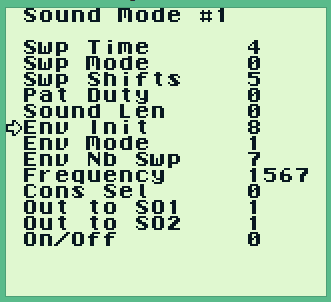 Sound Mode #1
Swp Time 4
Swp Mode 0
Swp Shifts 5
Pat Duty 0
Sound Len 0
Env Init 8
Env Mode 1
Env Nb Swp 7
Frequency 1567
Cons Sel 0
Out to SO1 1
Out to SO2 1
On/Off 0